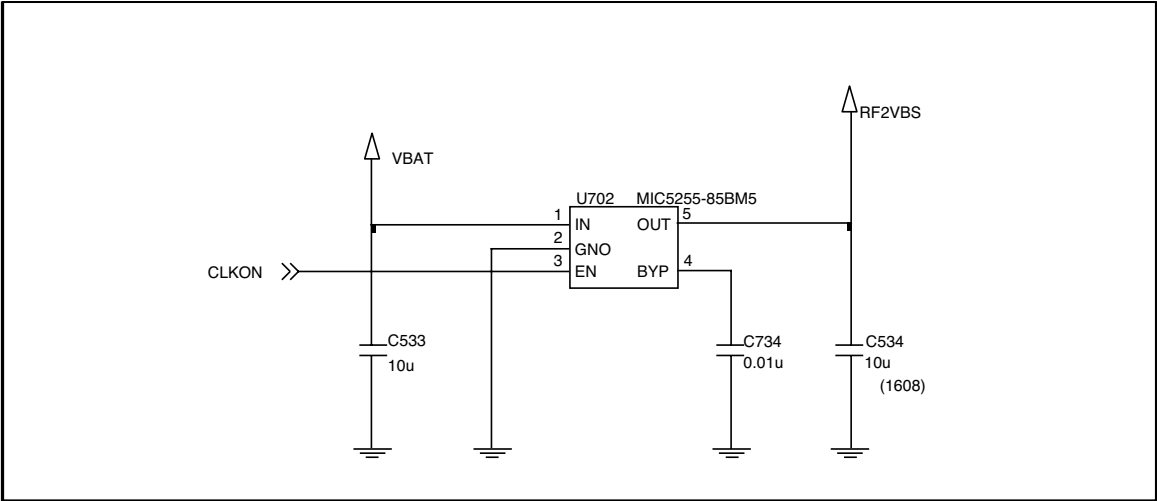 RF2VBS
VBAT
U702 MIC5255-85BM5
1 IN OUT 5
2 GNO
3 EN BYP 4
CLKON
C533
10u
C734
0.01u
C534
10u
(1608)